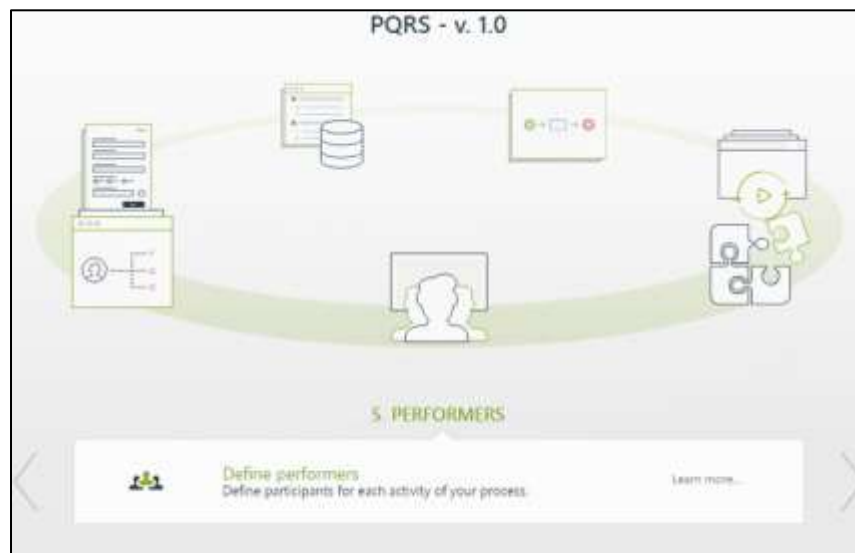 PQRS - v. 1.0
5 PERFORMERS
Define performers
Define participants for each activity of your process.
Learn more...